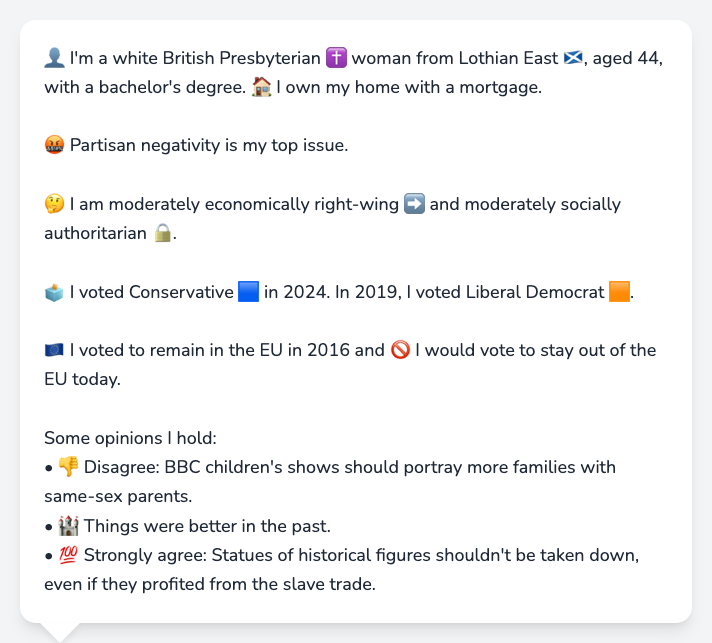 👤 I'm a white British Presbyterian ✝️ woman from Lothian East 🏴󠁧󠁢󠁳󠁣󠁴󠁿, aged 44,
with a bachelor's degree. 🏠 I own my home with a mortgage.
🤬 Partisan negativity is my top issue.
🤔 I am moderately economically right-wing ➡️ and moderately socially
authoritarian 🔒.
🗳️ I voted Conservative 🟦 in 2024. In 2019, I voted Liberal Democrat 🟧.
🇪🇺 I voted to remain in the EU in 2016 and 🚫 I would vote to stay out of the
EU today.
Some opinions I hold:
• 👎 Disagree: BBC children's shows should portray more families with
same-sex parents.
• 🏰 Things were better in the past.
• 💯 Strongly agree: Statues of historical figures shouldn't be taken down,
even if they profited from the slave trade.